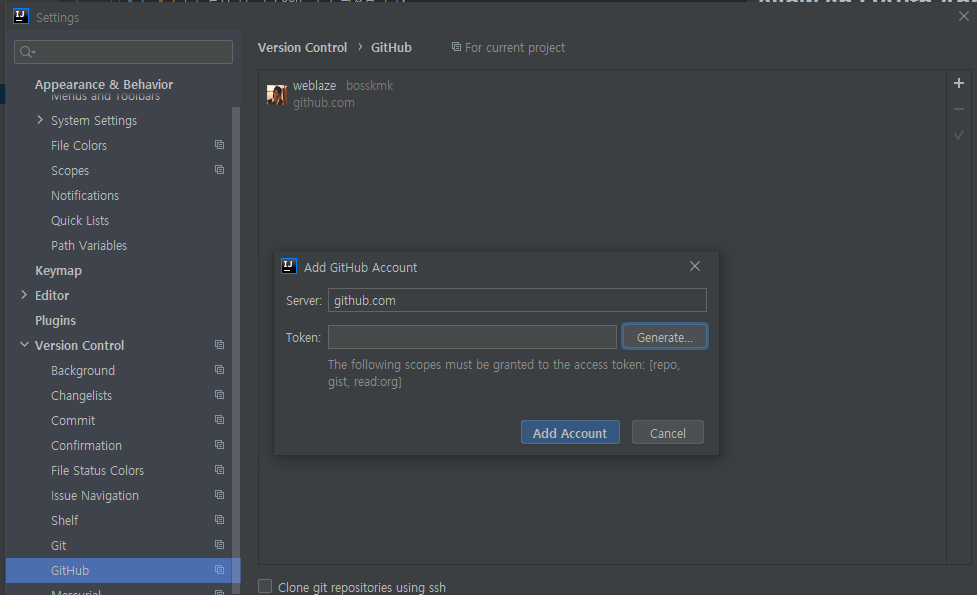 Settings
Appearance & Behavior
Menus and Toolbars
System Settings
File Colors
Scopes
Notifications
Quick Lists
Path Variables
Keymap
Editor
Plugins
Version Control
Background
Changelists
Commit
Confirmation
File Status Colors
Issue Navigation
Shelf
Git
GitHub
Mercurial
Version Control › GitHub For current project
weblaze bosskmk
github.com
Add GitHub Account
Server: github.com
Token: Generate...
The following scopes must be granted to the access token: [repo,
gist, read:org]
Add Account Cancel
Clone git repositories using ssh